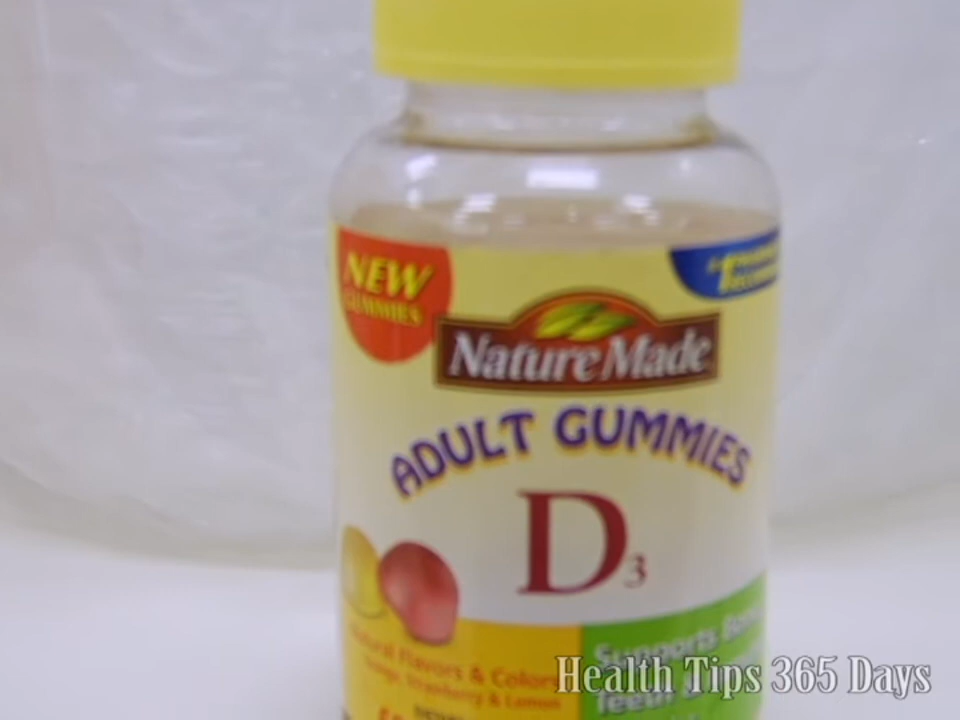 NEW
GUMMIES
Nature Made
ADULT GUMMIES
D3
Natural Flavors & Colors
Orange, Strawberry & Lemon
Supports Bone
Teeth
Health Tips 365 Days